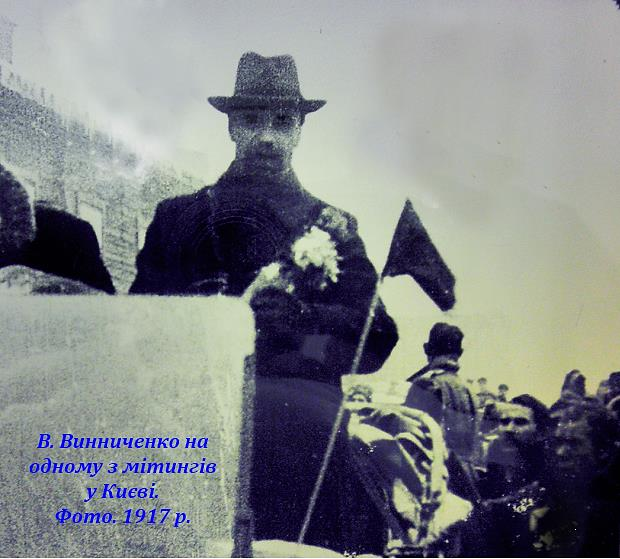 В. Винниченко на
одному з мітингів
у Києві.
Фото. 1917 р.